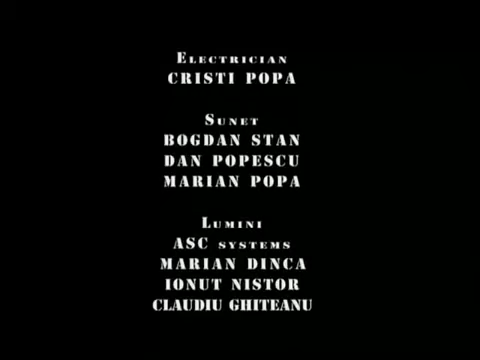 Electrician
CRISTI POPA
Sunet
BOGDAN STAN
DAN POPESCU
MARIAN POPA
Lumini
ASC systems
MARIAN DINCA
IONUT NISTOR
CLAUDIU GHITEANU